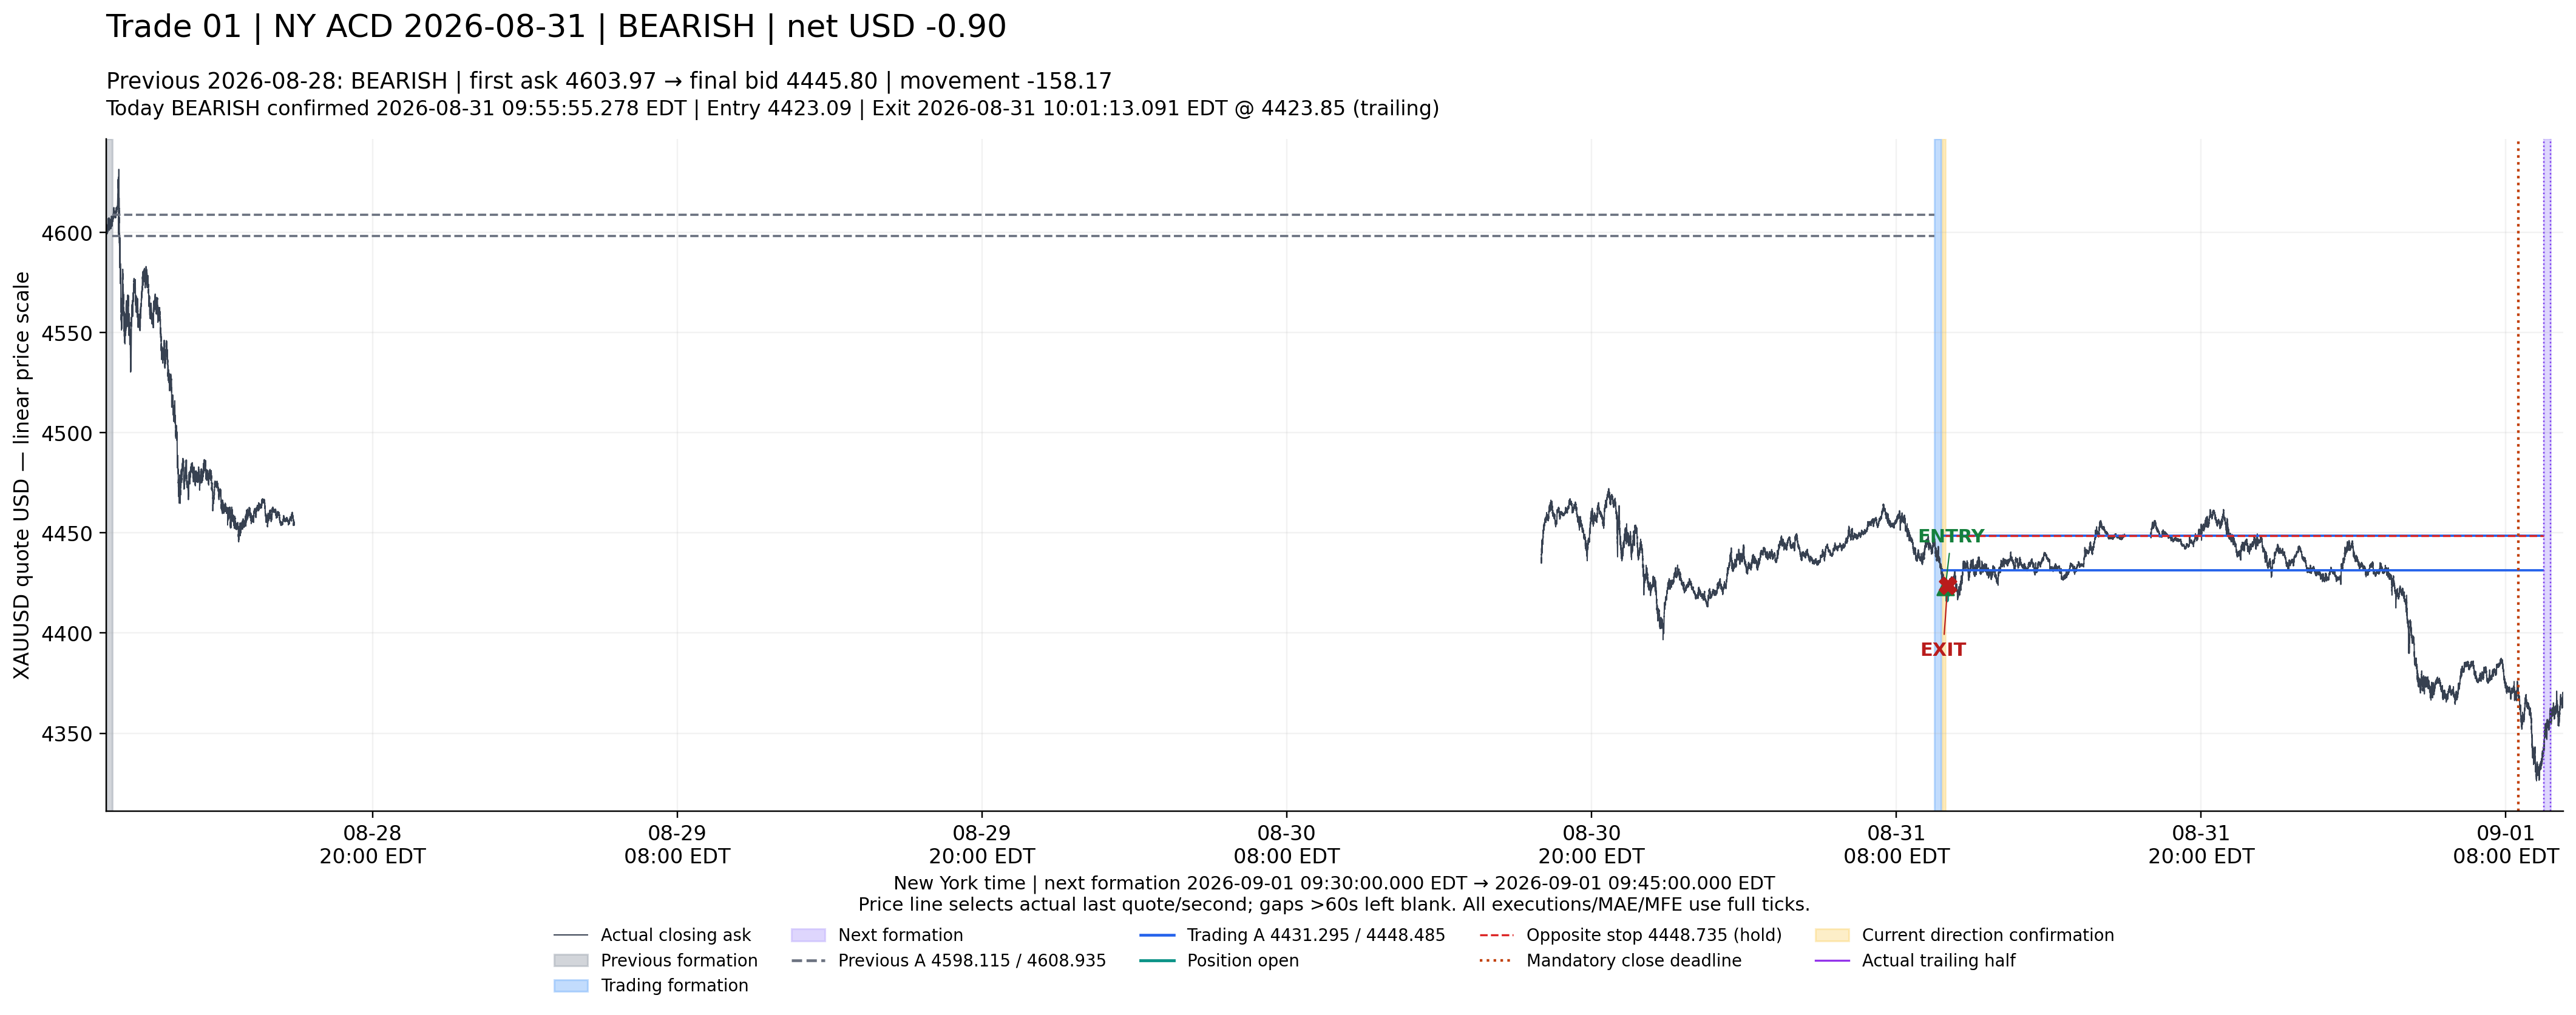 Trade 01 | NY ACD 2026-08-31 | BEARISH | net USD -0.90
Previous 2026-08-28: BEARISH | first ask 4603.97 → final bid 4445.80 | movement -158.17
Today BEARISH confirmed 2026-08-31 09:55:55.278 EDT | Entry 4423.09 | Exit 2026-08-31 10:01:13.091 EDT @ 4423.85 (trailing)
XAUUSD quote USD — linear price scale
4600
4550
4500
4450
4400
4350
ENTRY
EXIT
08-28 20:00 EDT
08-29 08:00 EDT
08-29 20:00 EDT
08-30 08:00 EDT
08-30 20:00 EDT
08-31 08:00 EDT
08-31 20:00 EDT
09-01 08:00 EDT
New York time | next formation 2026-09-01 09:30:00.000 EDT → 2026-09-01 09:45:00.000 EDT
Price line selects actual last quote/second; gaps >60s left blank. All executions/MAE/MFE use full ticks.
Actual closing ask
Previous formation
Trading formation
Next formation
Previous A 4598.115 / 4608.935
Trading A 4431.295 / 4448.485
Position open
Opposite stop 4448.735 (hold)
Mandatory close deadline
Current direction confirmation
Actual trailing half